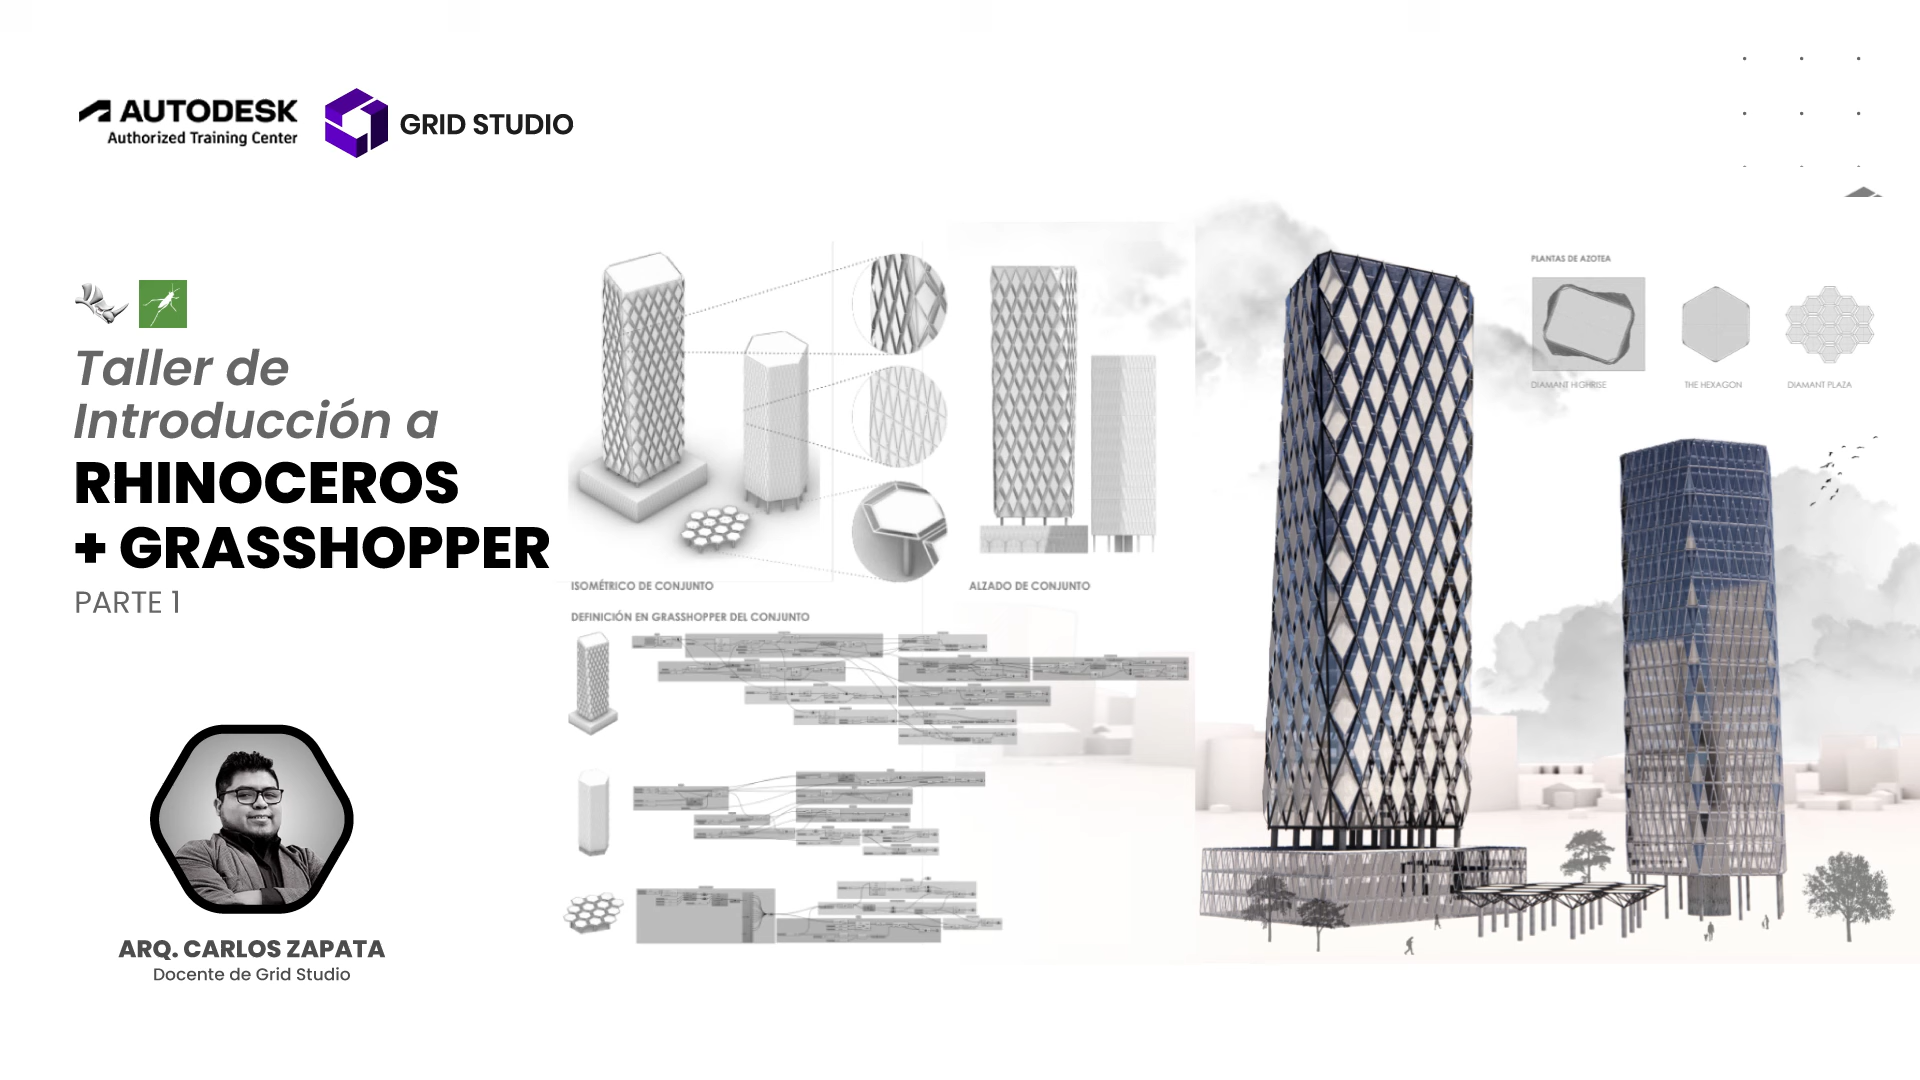 AUTODESK
Authorized Training Center
GRID STUDIO
Taller de
Introducción a
RHINOCEROS
+ GRASSHOPPER
PARTE 1
ARQ. CARLOS ZAPATA
Docente de Grid Studio
ISOMÉTRICO DE CONJUNTO
ALZADO DE CONJUNTO
DEFINICIÓN EN GRASSHOPPER DEL CONJUNTO
PLANTAS DE AZOTEA
DIAMANT HIGHRISE
THE HEXAGON
DIAMANT PLAZA